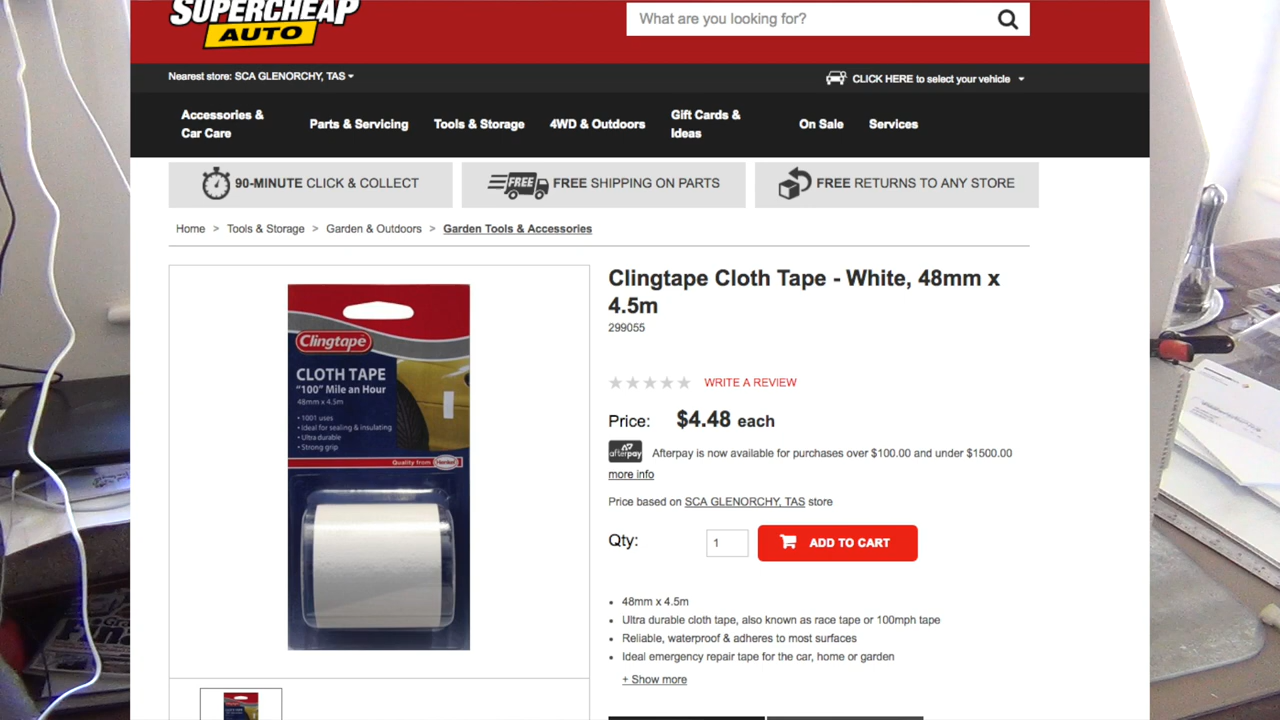 SUPERCHEAP
AUTO
What are you looking for?
Nearest store: SCA GLENORCHY, TAS
CLICK HERE to select your vehicle
Accessories &
Car Care
Parts & Servicing
Tools & Storage
4WD & Outdoors
Gift Cards &
Ideas
On Sale
Services
90-MINUTE CLICK & COLLECT
FREE
FREE SHIPPING ON PARTS
FREE RETURNS TO ANY STORE
Home > Tools & Storage > Garden & Outdoors > Garden Tools & Accessories
Clingtape
CLOTH TAPE
"100" Mile an Hour
48mm x 4.5m
• 1001 uses
• Ideal for sealing & insulating
• Ultra durable
• Strong grip
Quality from Henkel
Clingtape Cloth Tape - White, 48mm x
4.5m
299055
WRITE A REVIEW
Price: $4.48 each
afterpay Afterpay is now available for purchases over $100.00 and under $1500.00
more info
Price based on SCA GLENORCHY, TAS store
Qty: 1 ADD TO CART
• 48mm x 4.5m
• Ultra durable cloth tape, also known as race tape or 100mph tape
• Reliable, waterproof & adheres to most surfaces
• Ideal emergency repair tape for the car, home or garden
+ Show more